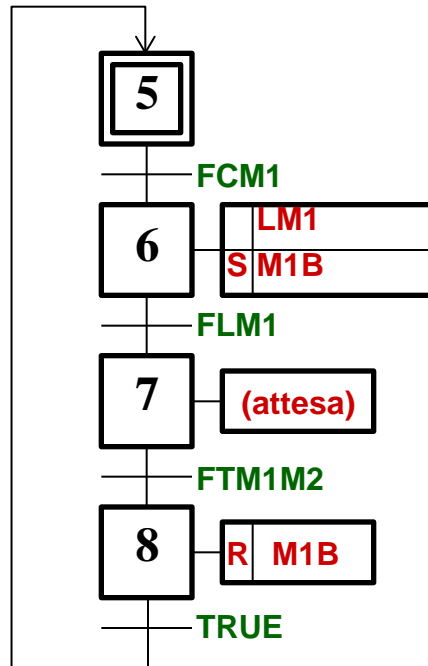 5
FCM1
LM1
6
S M1B
FLM1
7
(attesa)
FTM1M2
8
R M1B
TRUE